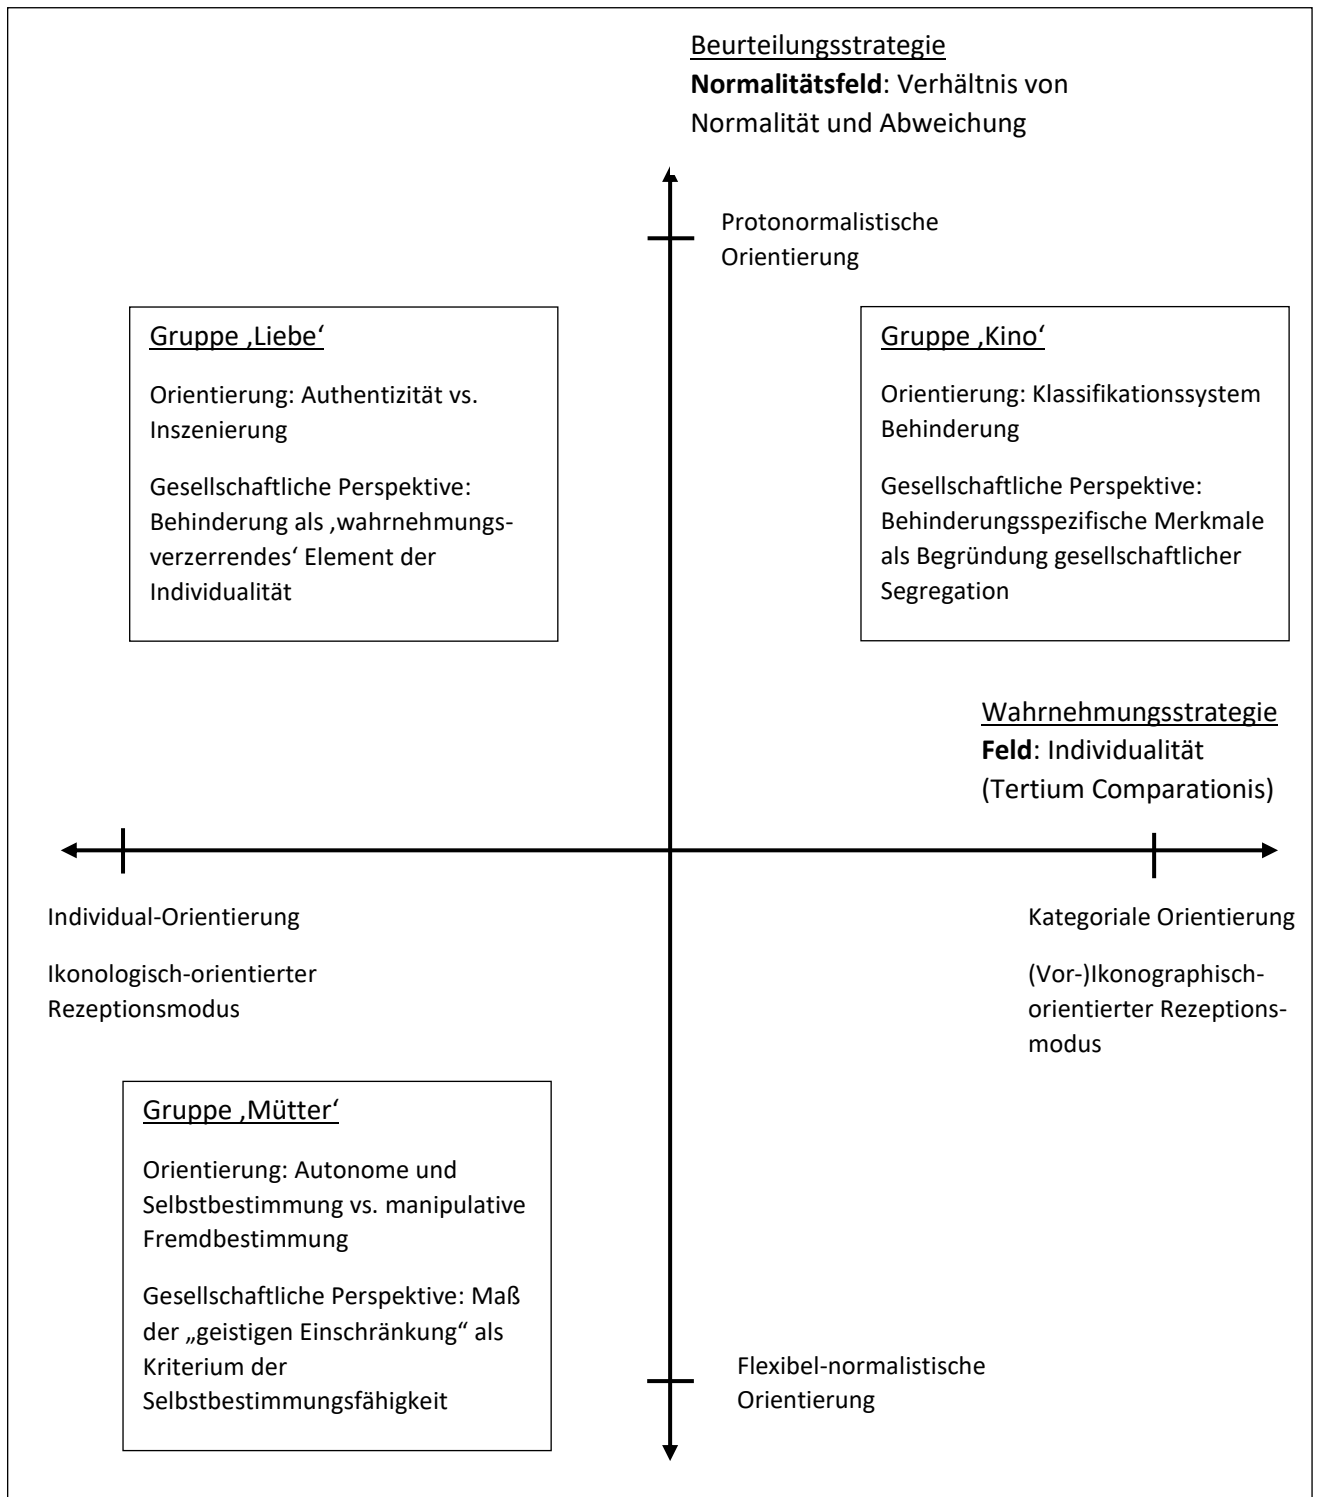 Beurteilungsstrategie
Normalitätsfeld: Verhältnis von
Normalität und Abweichung
Protonormalistische
Orientierung
Gruppe ‚Liebe‘
Orientierung: Authentizität vs.
Inszenierung
Gesellschaftliche Perspektive:
Behinderung als ‚wahrnehmungs-
verzerrendes‘ Element der
Individualität
Gruppe ‚Kino‘
Orientierung: Klassifikationssystem
Behinderung
Gesellschaftliche Perspektive:
Behinderungsspezifische Merkmale
als Begründung gesellschaftlicher
Segregation
Wahrnehmungsstrategie
Feld: Individualität
(Tertium Comparationis)
Individual-Orientierung
Ikonologisch-orientierter
Rezeptionsmodus
Kategoriale Orientierung
(Vor-)Ikonographisch-
orientierter Rezeptions-
modus
Gruppe ‚Mütter‘
Orientierung: Autonome und
Selbstbestimmung vs. manipulative
Fremdbestimmung
Gesellschaftliche Perspektive: Maß
der „geistigen Einschränkung“ als
Kriterium der
Selbstbestimmungsfähigkeit
Flexibel-normalistische
Orientierung